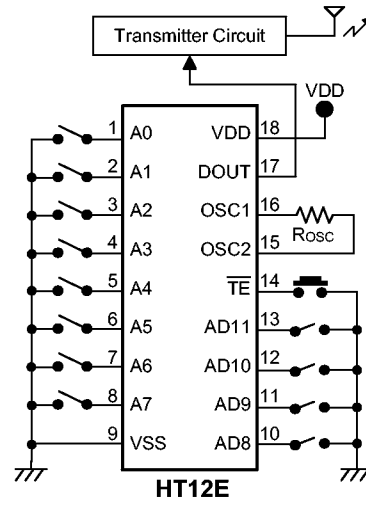 Transmitter Circuit
VDD
1 A0 VDD 18
2 A1 DOUT 17
3 A2 OSC1 16
ROSC
4 A3 OSC2 15
5 A4 TE 14
6 A5 AD11 13
7 A6 AD10 12
8 A7 AD9 11
9 VSS AD8 10
HT12E